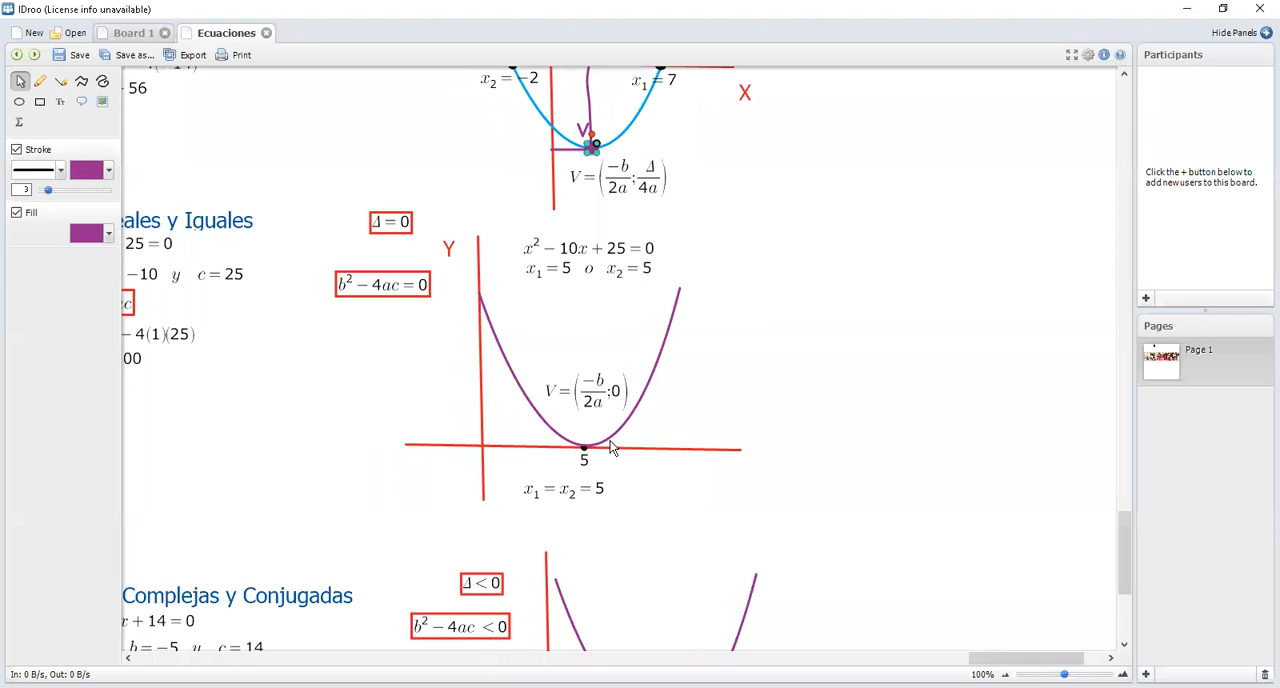 IDroo (License info unavailable)
New Open Board 1 Ecuaciones Hide Panels
Save Save as... Export Print
Stroke
3
Fill
56
x₂ = −2
x₁ = 7
X
V
V = (−b/2a ; Δ/4a)
eales y Iguales
25 = 0
−10 y c = 25
− 4(1)(25)
00
Δ = 0
b² − 4ac = 0
Y
x² − 10x + 25 = 0
x₁ = 5 o x₂ = 5
V = (−b/2a ; 0)
5
x₁ = x₂ = 5
Complejas y Conjugadas
x + 14 = 0
b = −5 y c = 14
Δ < 0
b² − 4ac < 0
Participants
Click the + button below to
add new users to this board.
Pages
Page 1
In: 0 B/s, Out: 0 B/s
100%